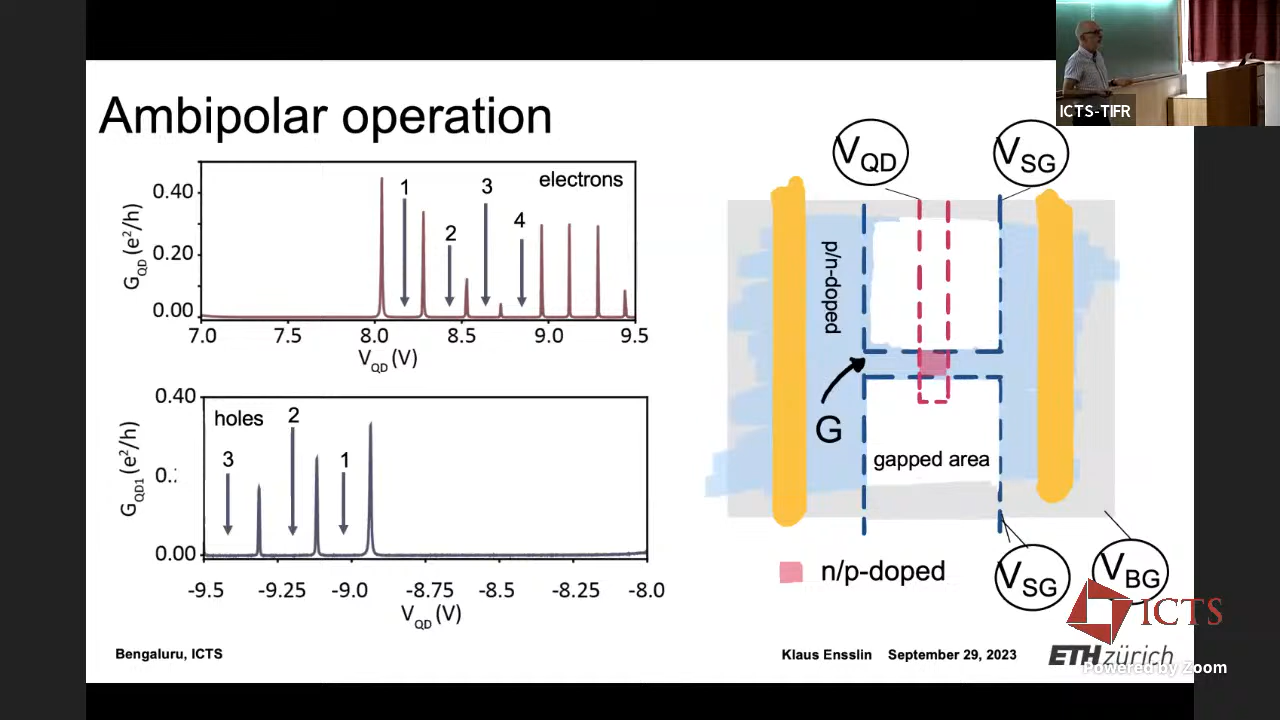 ICTS-TIFR
Ambipolar operation
electrons
0.40
0.20
0.00
G_QD (e²/h)
1
2
3
4
7.0 7.5 8.0 8.5 9.0 9.5
V_QD (V)
holes
0.40
0.:
0.00
G_QD1 (e²/h)
3
2
1
-9.5 -9.25 -9.0 -8.75 -8.5 -8.25 -8.0
V_QD (V)
V_QD
V_SG
p/n-doped
G
gapped area
n/p-doped
V_SG
V_BG
ICTS
Bengaluru, ICTS
Klaus Ensslin September 29, 2023
ETH zürich
Powered by Zoom